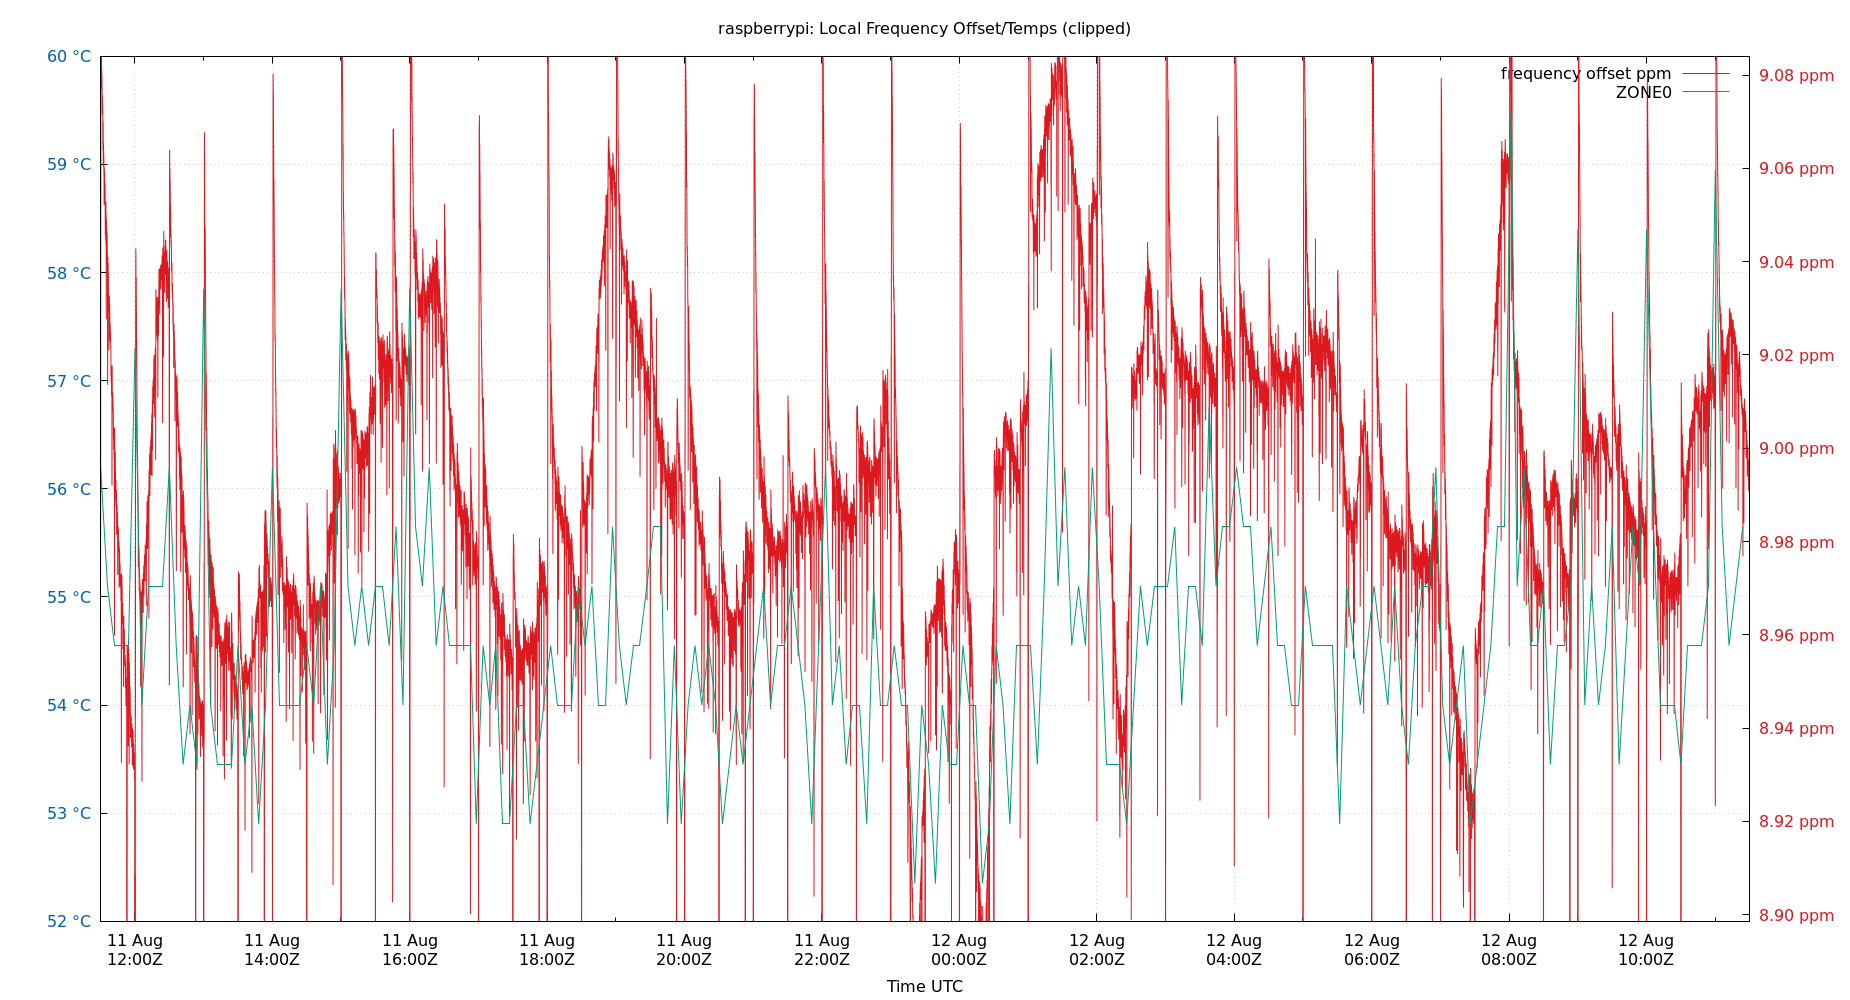 raspberrypi: Local Frequency Offset/Temps (clipped)
60 °C
59 °C
58 °C
57 °C
56 °C
55 °C
54 °C
53 °C
52 °C
frequency offset ppm
ZONE0
9.08 ppm
9.06 ppm
9.04 ppm
9.02 ppm
9.00 ppm
8.98 ppm
8.96 ppm
8.94 ppm
8.92 ppm
8.90 ppm
11 Aug 11 Aug 11 Aug 11 Aug 11 Aug 11 Aug 12 Aug 12 Aug 12 Aug 12 Aug 12 Aug 12 Aug
12:00Z 14:00Z 16:00Z 18:00Z 20:00Z 22:00Z 00:00Z 02:00Z 04:00Z 06:00Z 08:00Z 10:00Z
Time UTC